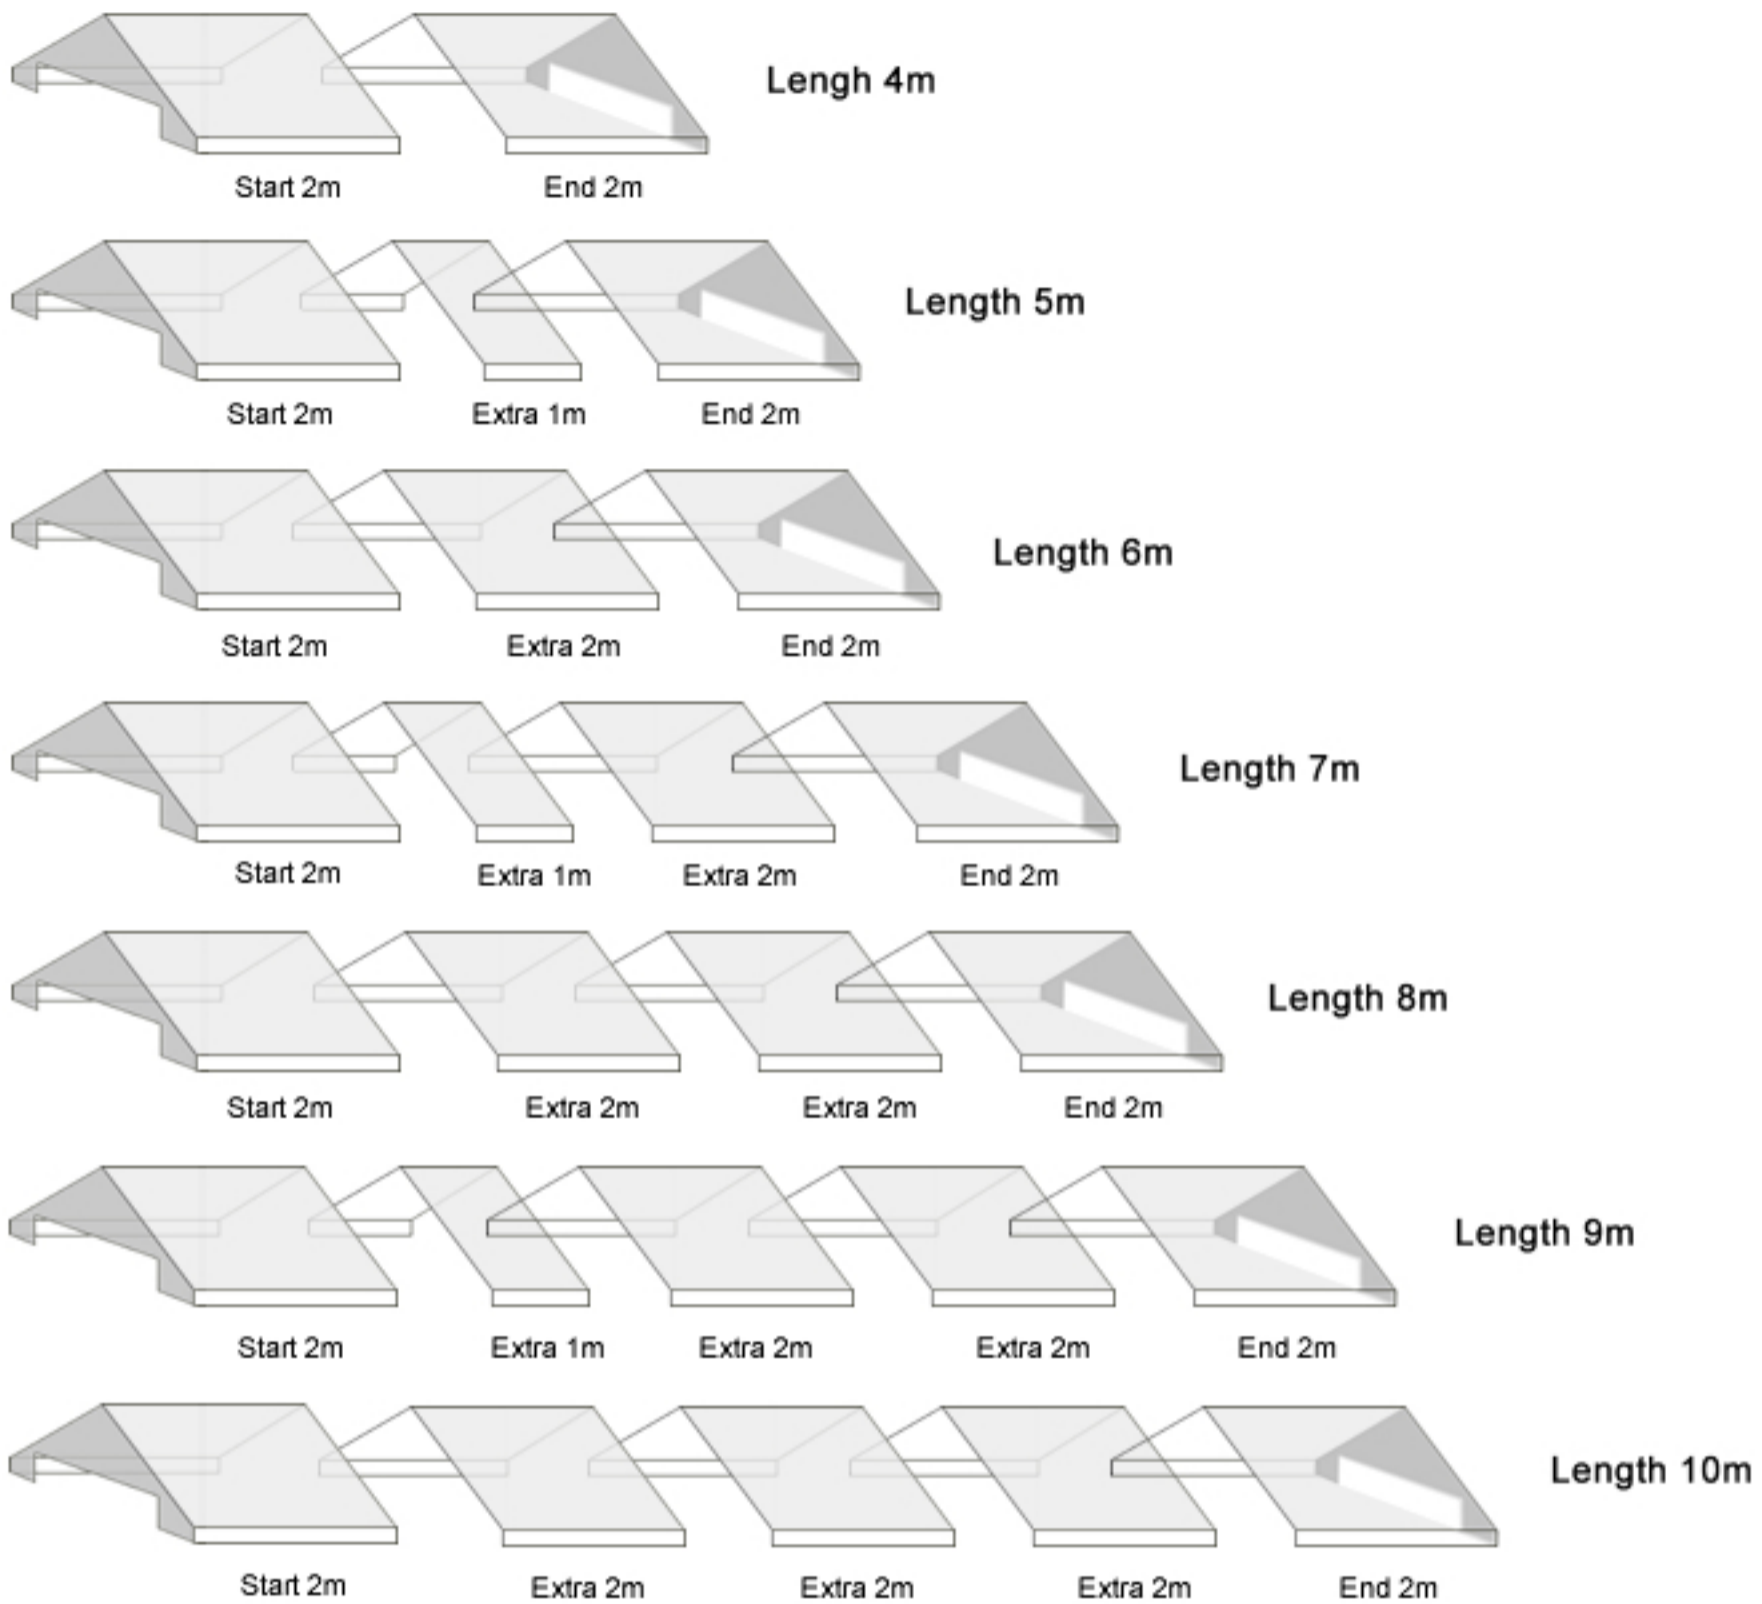 Lengh 4m
Start 2m End 2m
Length 5m
Start 2m Extra 1m End 2m
Length 6m
Start 2m Extra 2m End 2m
Length 7m
Start 2m Extra 1m Extra 2m End 2m
Length 8m
Start 2m Extra 2m Extra 2m End 2m
Length 9m
Start 2m Extra 1m Extra 2m Extra 2m End 2m
Length 10m
Start 2m Extra 2m Extra 2m Extra 2m End 2m